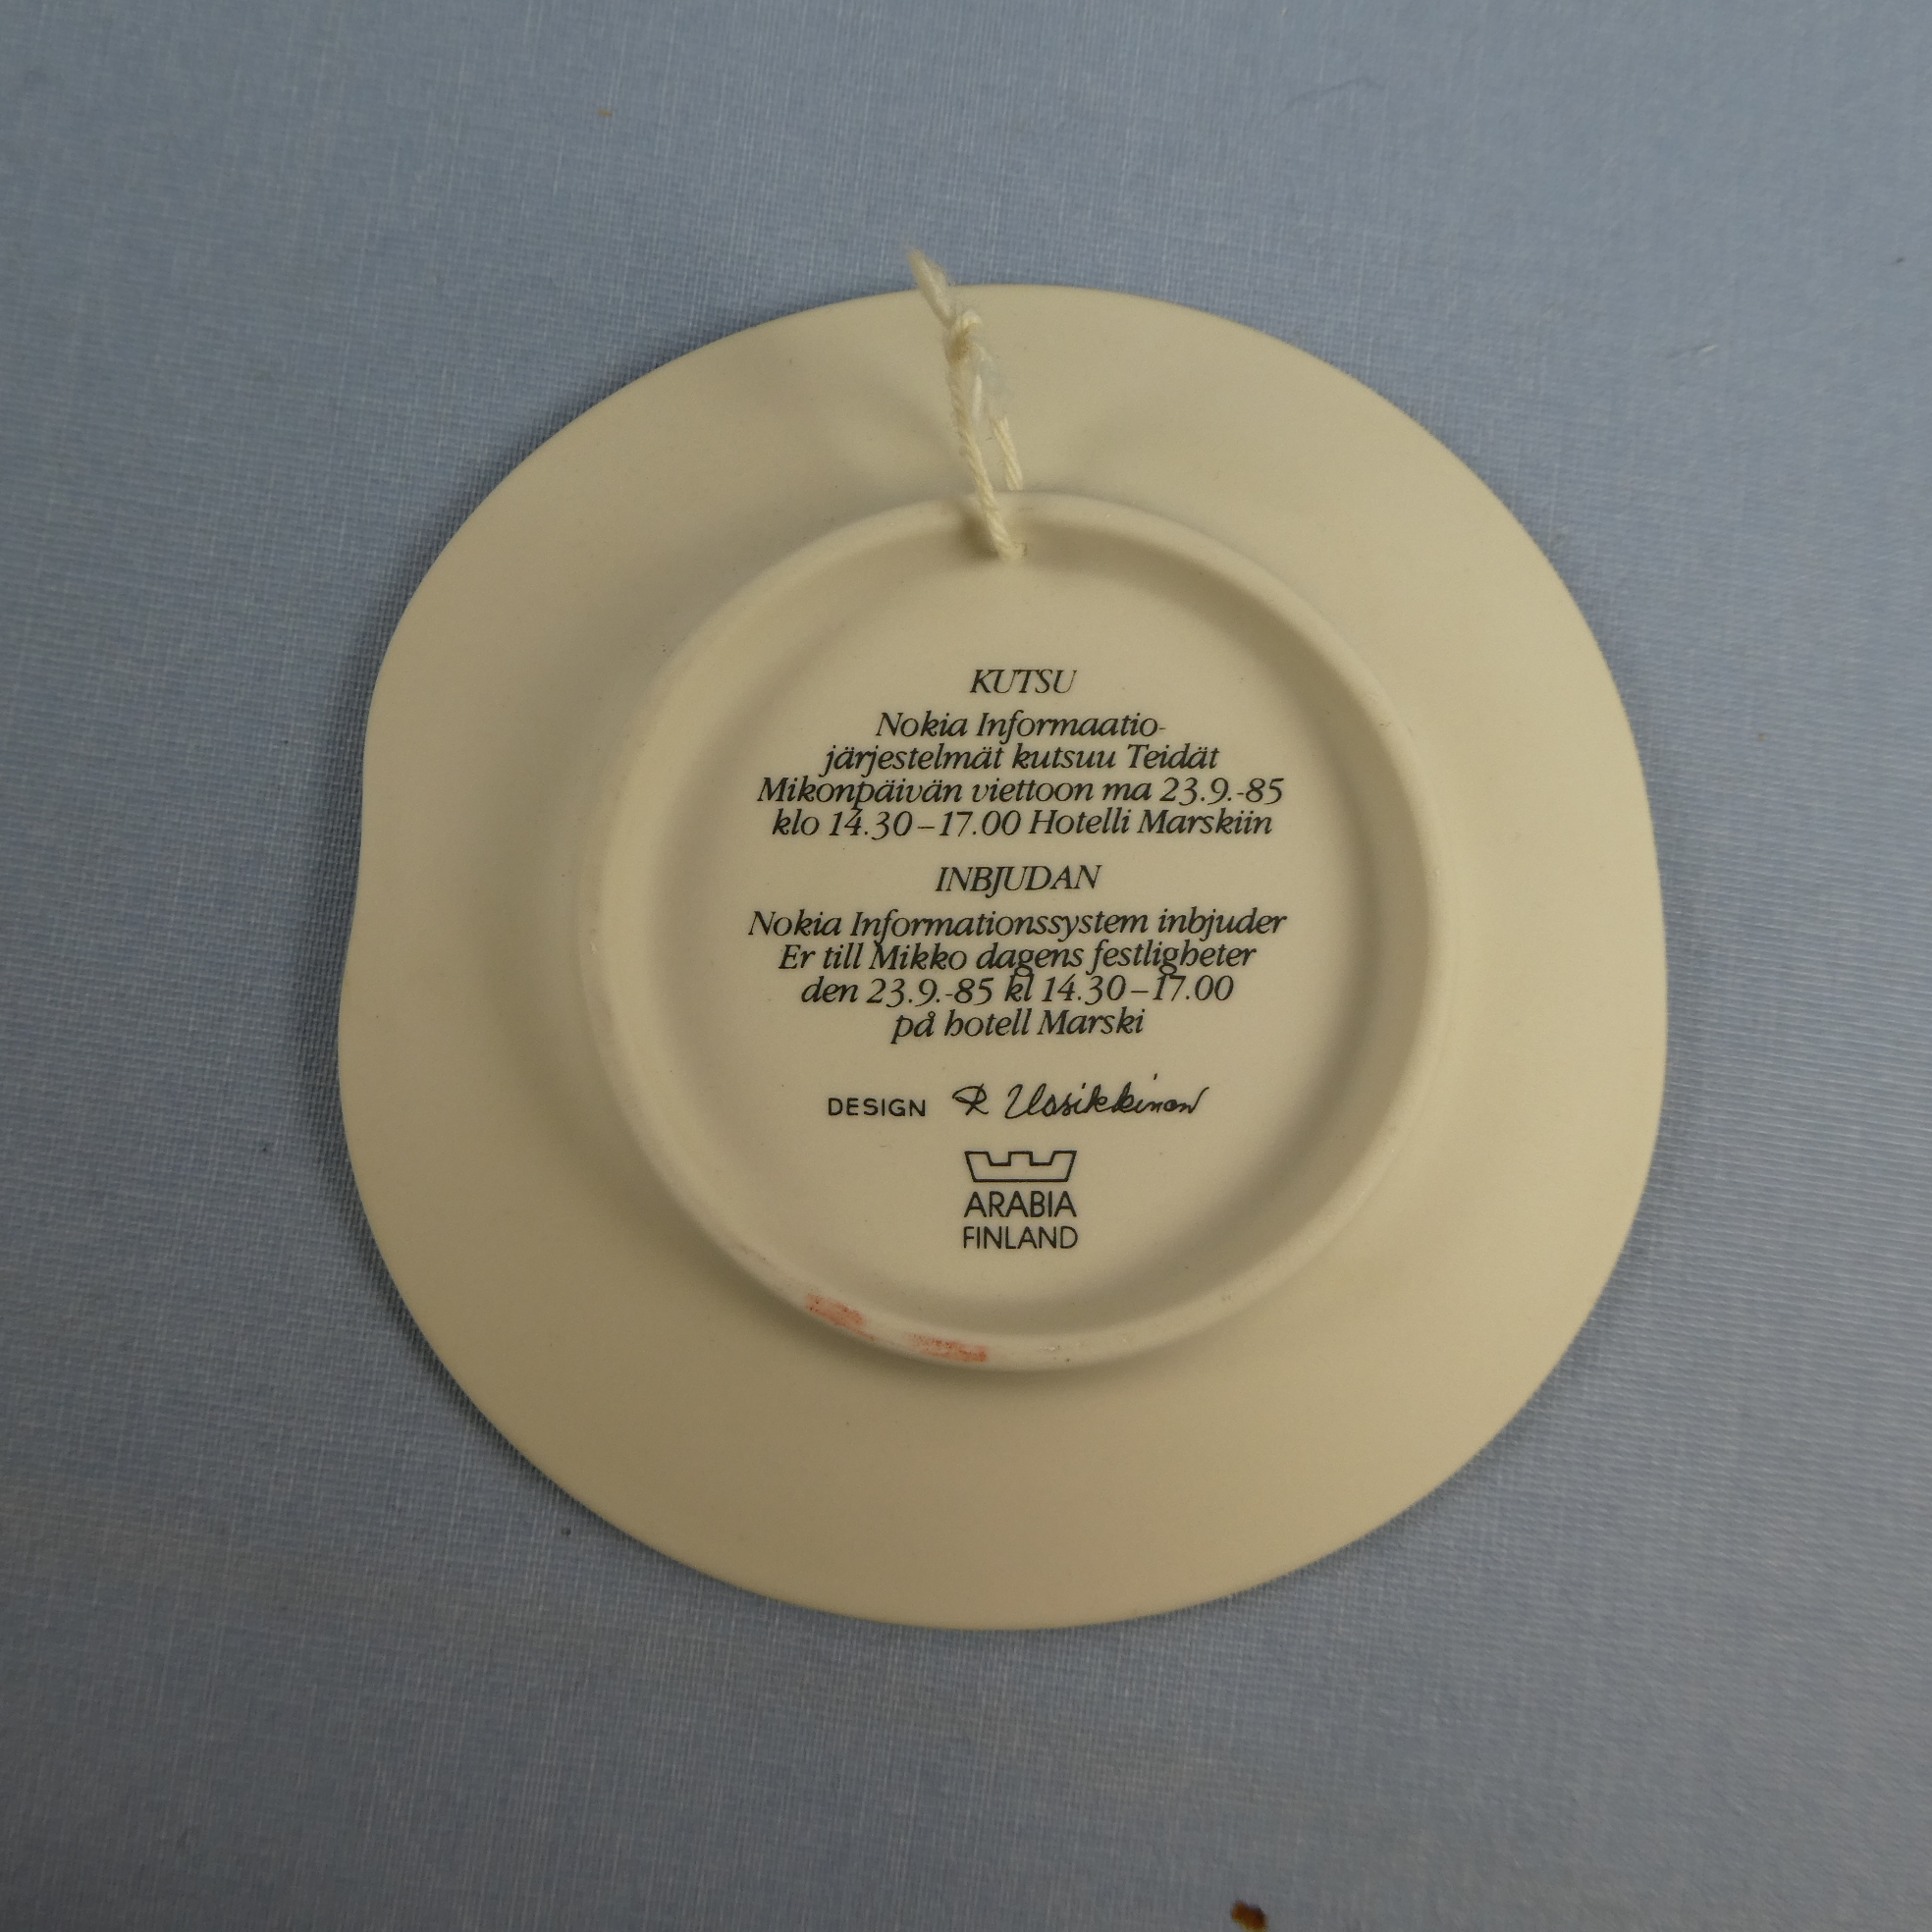 KUTSU
Nokia Informaatio-
järjestelmät kutsuu Teidät
Mikonpäivän viettoon ma 23.9.-85
klo 14.30–17.00 Hotelli Marskiin
INBJUDAN
Nokia Informationssystem inbjuder
Er till Mikko dagens festligheter
den 23.9.-85 kl 14.30–17.00
på hotell Marski
DESIGN R Uosikkinen
ARABIA
FINLAND